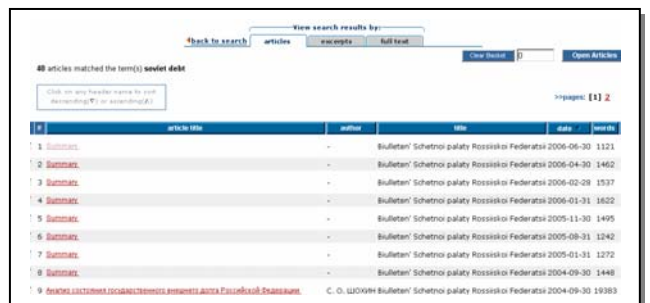 View search results by:
back to search articles excerpts full text
Clear Basket 0 Open Articles
40 articles matched the term(s) soviet debt
Click on any header name to sort
descending(▼) or ascending(▲)
>>pages: [1] 2
# article title author title date words
1 Summary. - Biulleten' Schetnoi palaty Rossiiskoi Federatsii 2006-06-30 1121
2 Summary. - Biulleten' Schetnoi palaty Rossiiskoi Federatsii 2006-04-30 1462
3 Summary. - Biulleten' Schetnoi palaty Rossiiskoi Federatsii 2006-02-28 1537
4 Summary. - Biulleten' Schetnoi palaty Rossiiskoi Federatsii 2006-01-31 1622
5 Summary. - Biulleten' Schetnoi palaty Rossiiskoi Federatsii 2005-11-30 1495
6 Summary. - Biulleten' Schetnoi palaty Rossiiskoi Federatsii 2005-08-31 1242
7 Summary. - Biulleten' Schetnoi palaty Rossiiskoi Federatsii 2005-01-31 1272
8 Summary. - Biulleten' Schetnoi palaty Rossiiskoi Federatsii 2004-09-30 1448
9 Анализ состояния государственного внешнего долга Российской Федерации. С. О. ШОХИН Biulleten' Schetnoi palaty Rossiiskoi Federatsii 2004-09-30 19383